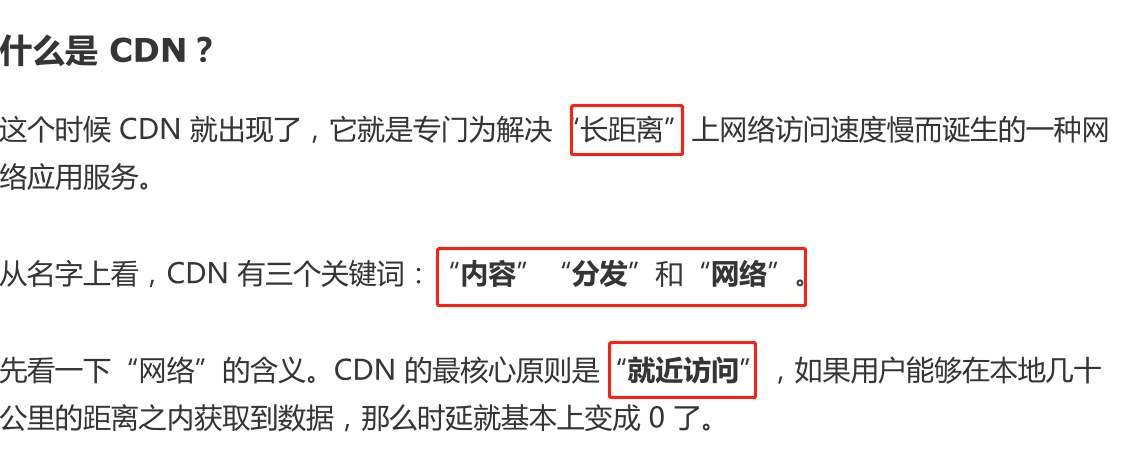 什么是 CDN？
这个时候 CDN 就出现了，它就是专门为解决“长距离”上网络访问速度慢而诞生的一种网
络应用服务。
从名字上看，CDN 有三个关键词：“内容”“分发”和“网络”。
先看一下“网络”的含义。CDN 的最核心原则是“就近访问”，如果用户能够在本地几十
公里的距离之内获取到数据，那么时延就基本上变成 0 了。